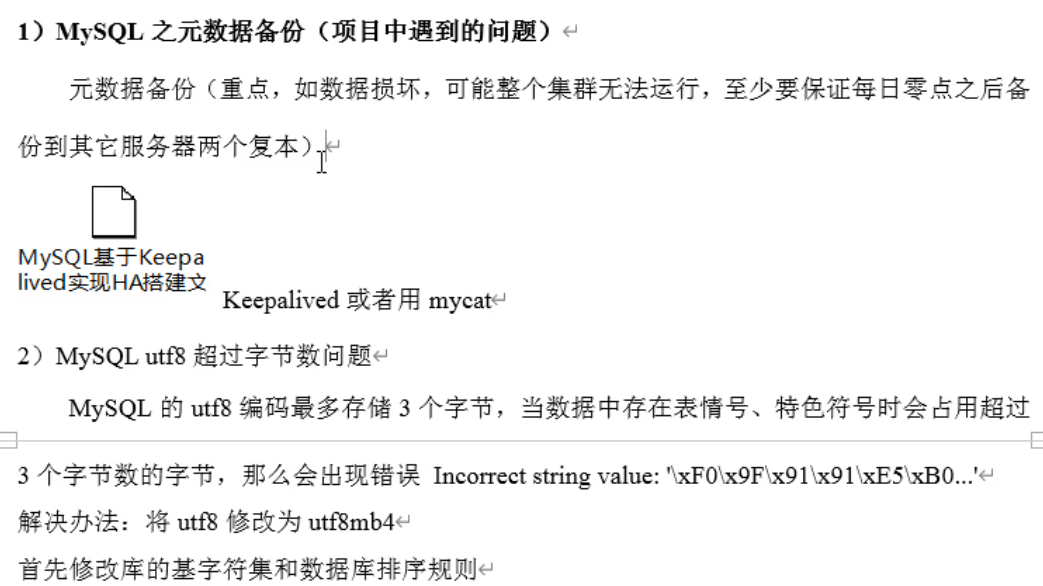 1）MySQL 之元数据备份（项目中遇到的问题）
元数据备份（重点，如数据损坏，可能整个集群无法运行，至少要保证每日零点之后备
份到其它服务器两个复本）
MySQL基于Keepa
lived实现HA搭建文
Keepalived 或者用 mycat
2）MySQL utf8 超过字节数问题
MySQL 的 utf8 编码最多存储 3 个字节，当数据中存在表情号、特色符号时会占用超过
3 个字节数的字节，那么会出现错误 Incorrect string value: '\xF0\x9F\x91\x91\xE5\xB0...'
解决办法：将 utf8 修改为 utf8mb4
首先修改库的基字符集和数据库排序规则